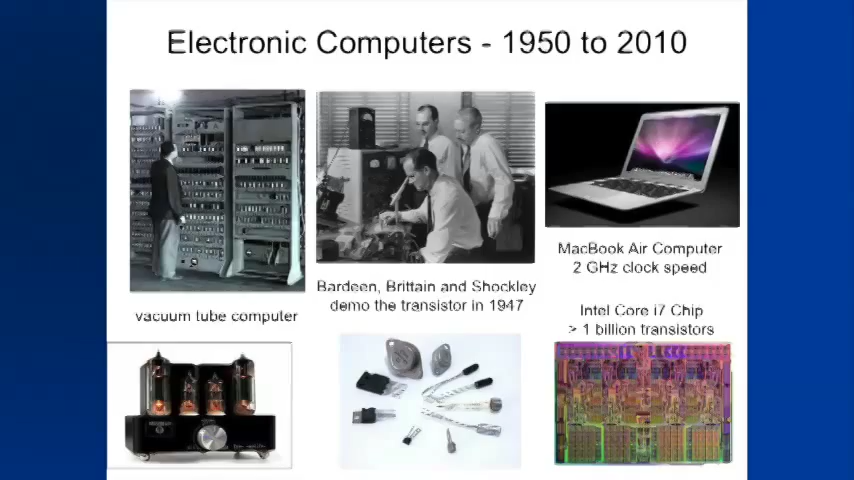 Electronic Computers - 1950 to 2010
MacBook Air Computer
2 GHz clock speed
Bardeen, Brittain and Shockley
demo the transistor in 1947
vacuum tube computer
Intel Core i7 Chip
> 1 billion transistors